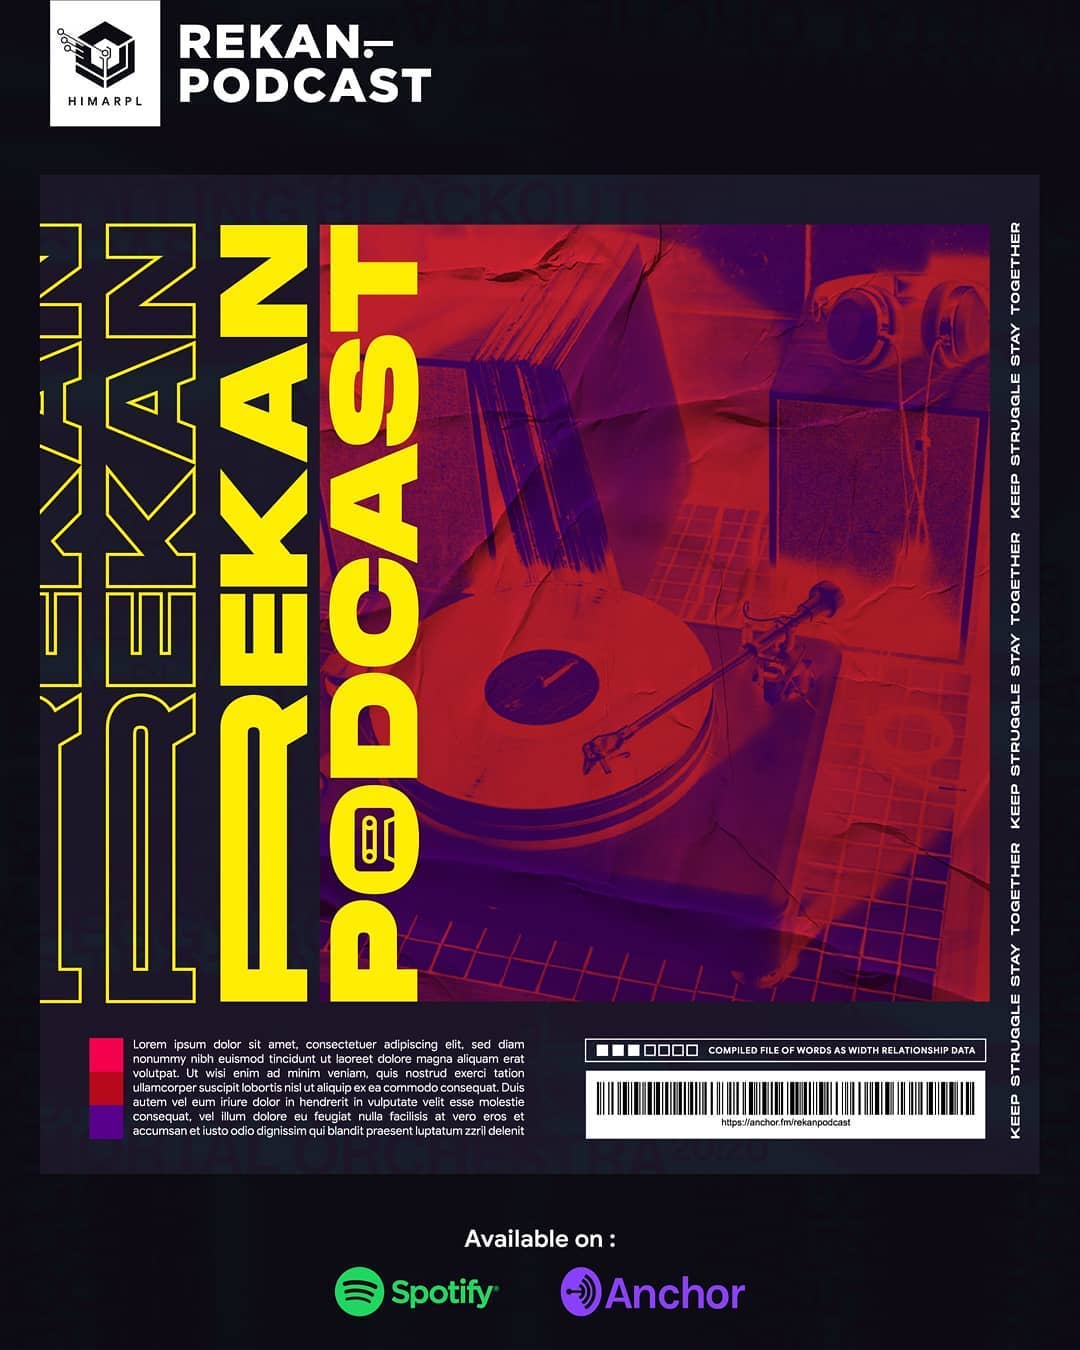 HIMARPL
REKAN.
PODCAST
REKAN
REKAN
REKAN
PODCAST
KEEP STRUGGLE STAY TOGETHER KEEP STRUGGLE STAY TOGETHER KEEP STRUGGLE STAY TOGETHER
Lorem ipsum dolor sit amet, consectetuer adipiscing elit, sed diam
nonummy nibh euismod tincidunt ut laoreet dolore magna aliquam erat
volutpat. Ut wisi enim ad minim veniam, quis nostrud exerci tation
ullamcorper suscipit lobortis nisl ut aliquip ex ea commodo consequat. Duis
autem vel eum iriure dolor in hendrerit in vulputate velit esse molestie
consequat, vel illum dolore eu feugiat nulla facilisis at vero eros et
accumsan et iusto odio dignissim qui blandit praesent luptatum zzril delenit
COMPILED FILE OF WORDS AS WIDTH RELATIONSHIP DATA
https://anchor.fm/rekanpodcast
Available on :
Spotify
Anchor